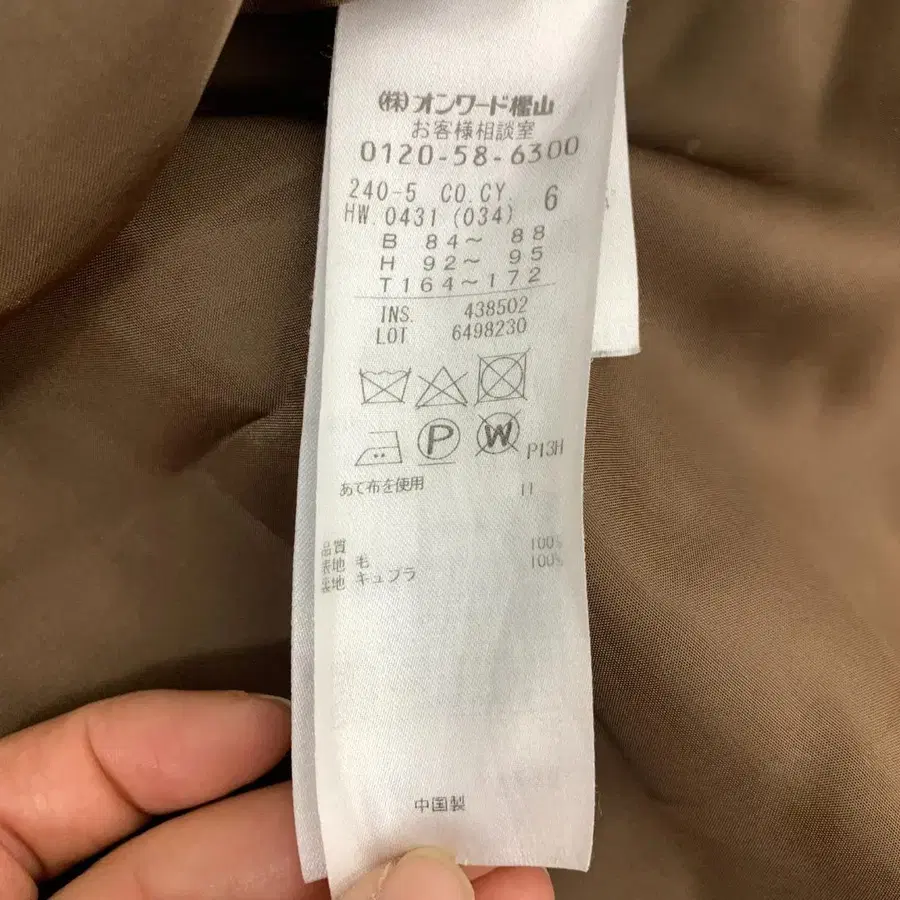 (株)オンワード樫山
お客様相談室
0120-58-6300
240-5 CO.CY. 6
HW. 0431 (034)
B 84～ 88
H 92～ 95
T164～172
INS. 438502
LOT 6498230
P W P13H
あて布を使用 11
品質
表地 毛 100%
裏地 キュプラ 100%
中国製